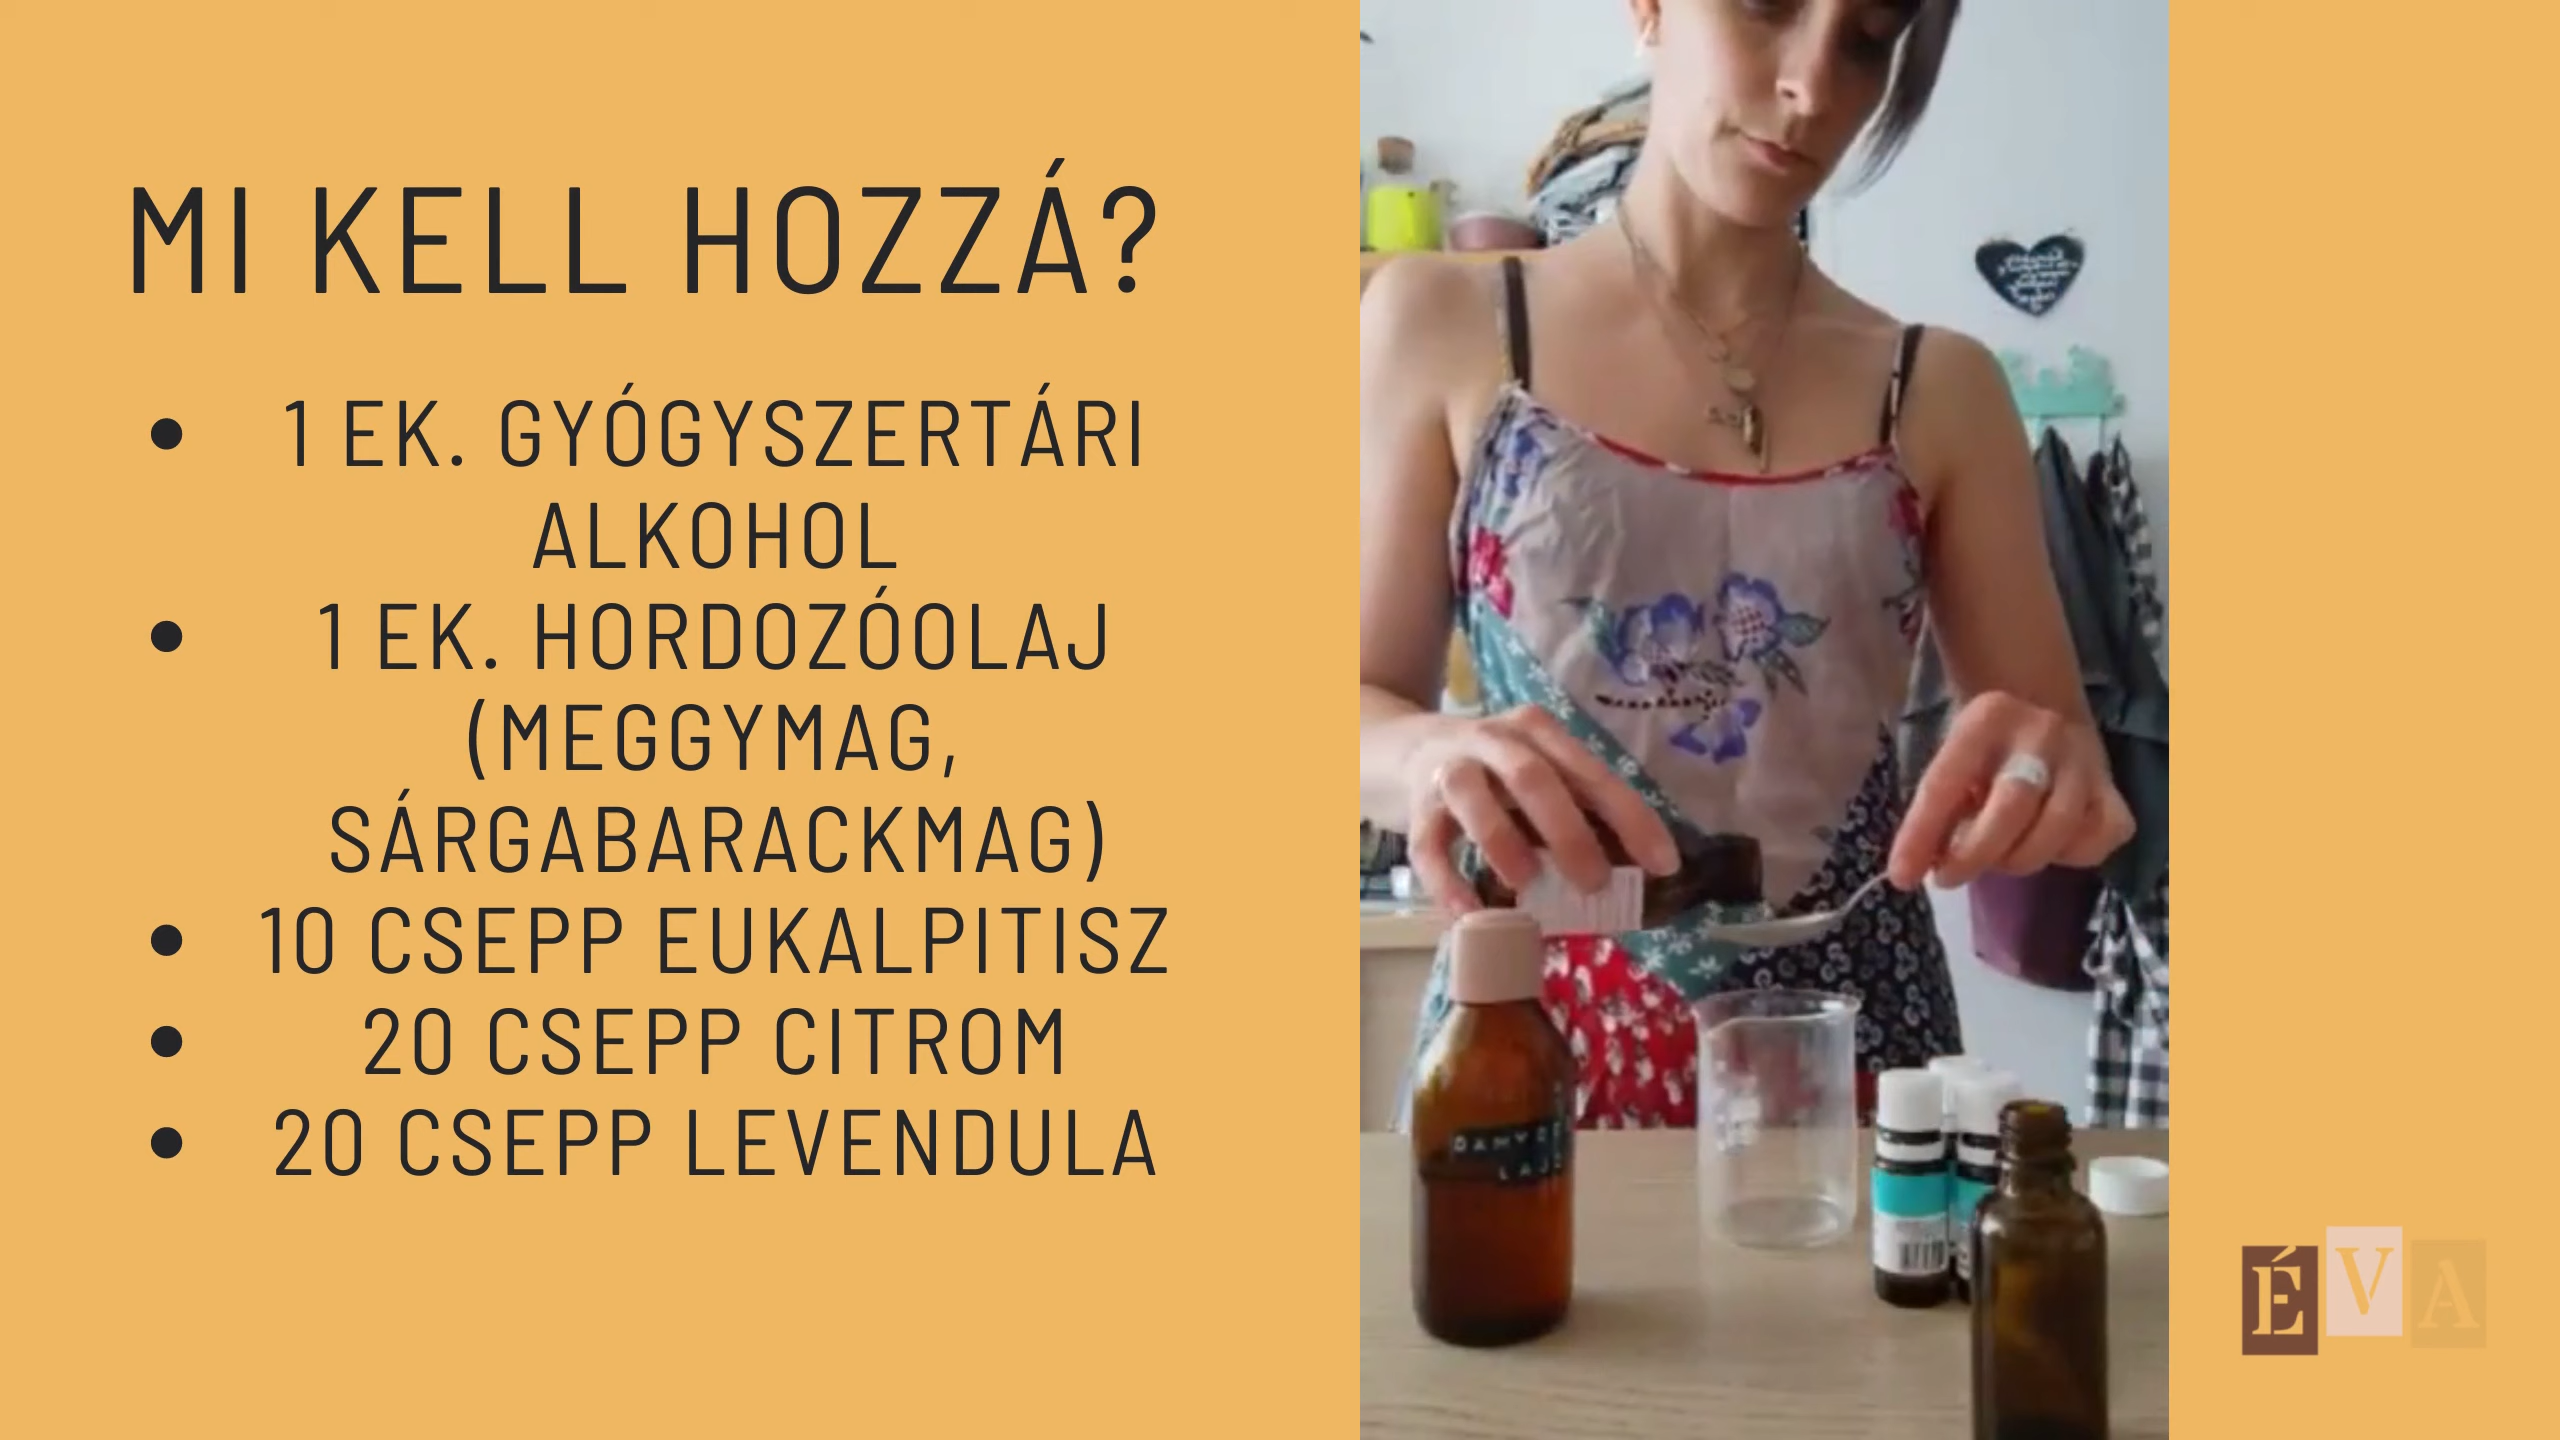 MI KELL HOZZÁ?
• 1 EK. GYÓGYSZERTÁRI
ALKOHOL
• 1 EK. HORDOZÓOLAJ
(MEGGYMAG,
SÁRGABARACKMAG)
• 10 CSEPP EUKALPITISZ
• 20 CSEPP CITROM
• 20 CSEPP LEVENDULA
ÉVA